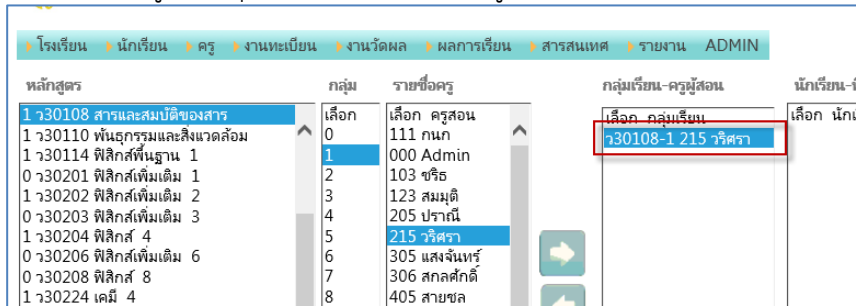 โรงเรียน นักเรียน ครู งานทะเบียน งานวัดผล ผลการเรียน สารสนเทศ รายงาน ADMIN
หลักสูตร กลุ่ม รายชื่อครู กลุ่มเรียน-ครูผู้สอน นักเรียน-
1 ว30108 สารและสมบัติของสาร เลือก เลือก ครูสอน เลือก กลุ่มเรียน เลือก
1 ว30110 พันธุกรรมและสิ่งแวดล้อม 0 111 กนก ว30108-1 215 วริศรา
1 ว30114 ฟิสิกส์พื้นฐาน 1 1 000 Admin
0 ว30201 ฟิสิกส์เพิ่มเติม 1 2 103 ชริธ
1 ว30202 ฟิสิกส์เพิ่มเติม 2 3 123 สมมุติ
0 ว30203 ฟิสิกส์เพิ่มเติม 3 4 205 ปราณี
1 ว30204 ฟิสิกส์ 4 5 215 วริศรา
0 ว30206 ฟิสิกส์เพิ่มเติม 6 6 305 แสงจันทร์
0 ว30208 ฟิสิกส์ 8 7 306 สกลศักดิ์
1 ว30224 เคมี 4 8 405 สายชล